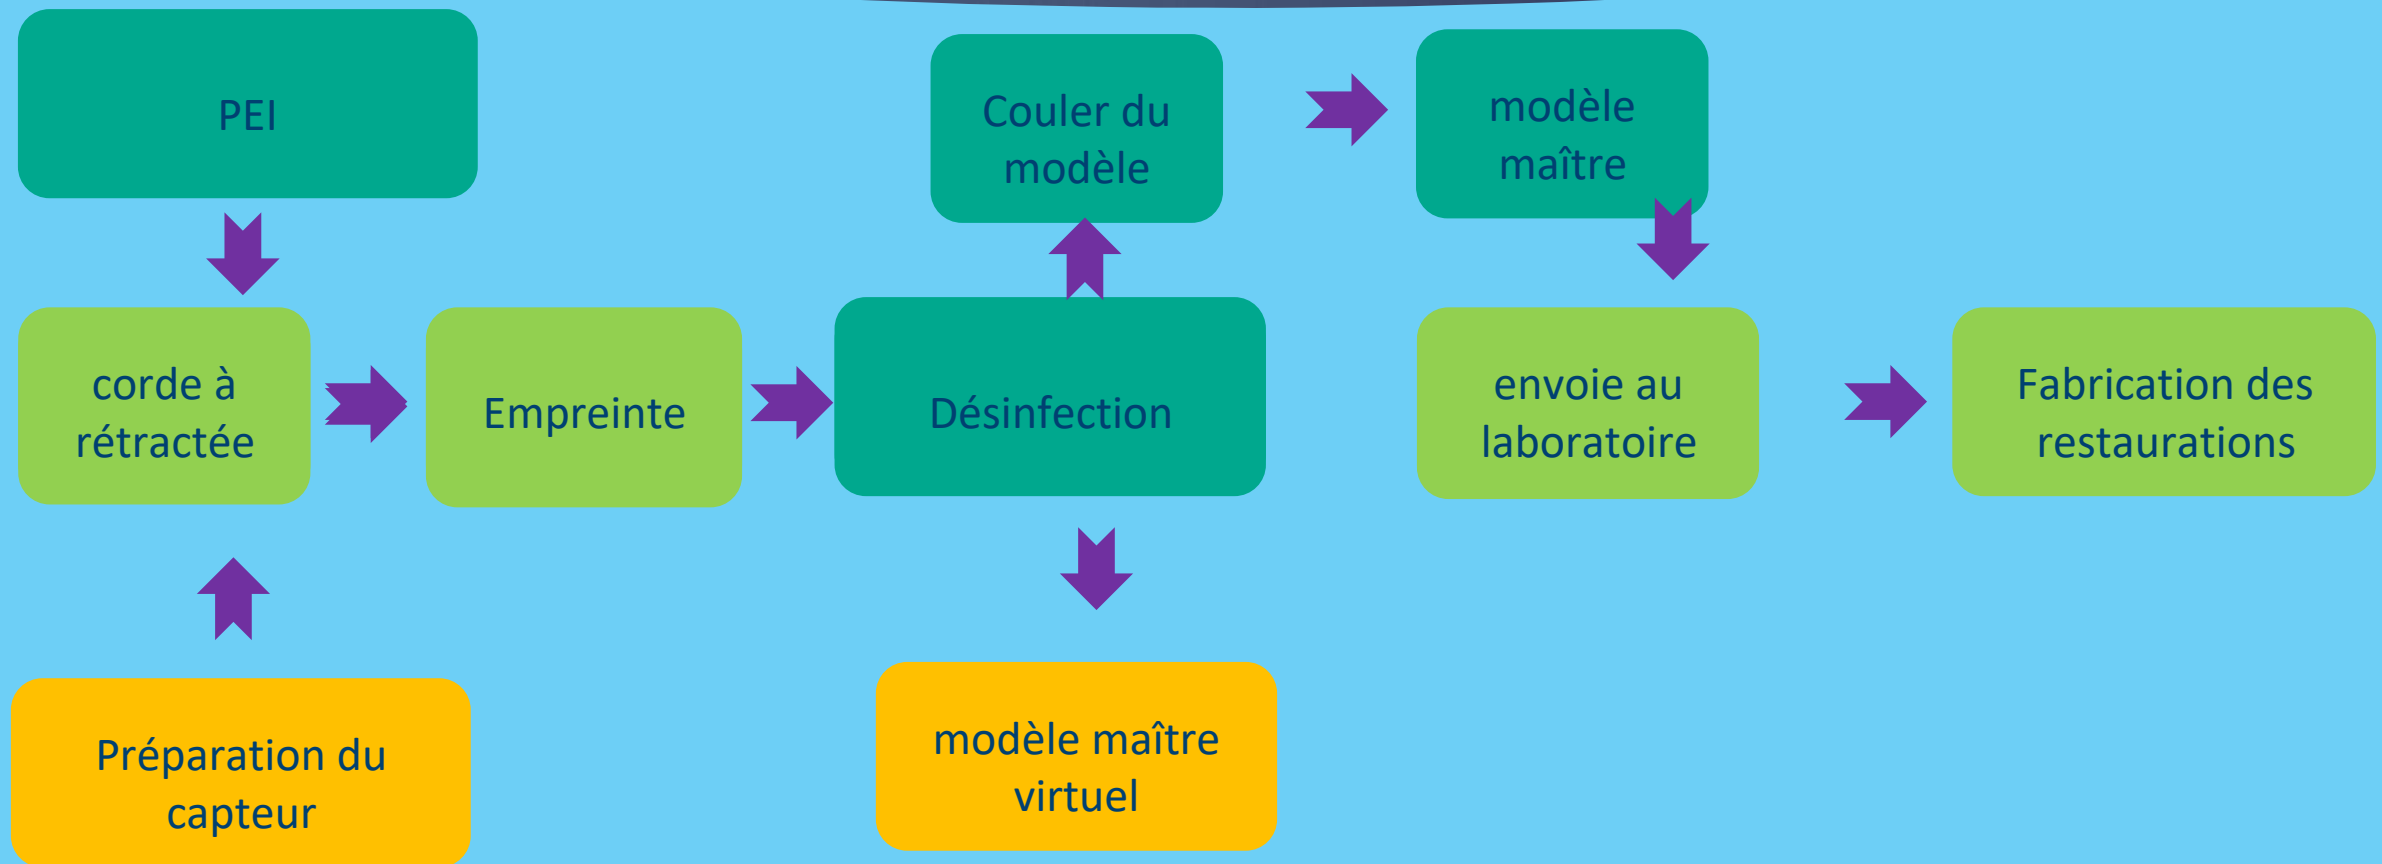 PEI
Couler du
modèle
modèle
maître
corde à
rétractée
Empreinte
Désinfection
envoie au
laboratoire
Fabrication des
restaurations
Préparation du
capteur
modèle maître
virtuel